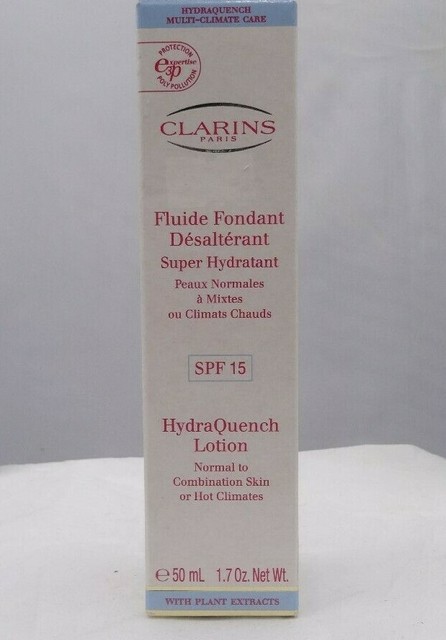 HYDRAQUENCH
MULTI-CLIMATE CARE
PROTECTION
expertise
e3p
POLY POLLUTION
CLARINS
PARIS
Fluide Fondant
Désaltérant
Super Hydratant
Peaux Normales
à Mixtes
ou Climats Chauds
SPF 15
HydraQuench
Lotion
Normal to
Combination Skin
or Hot Climates
℮ 50 mL 1.7 Oz. Net Wt.
WITH PLANT EXTRACTS